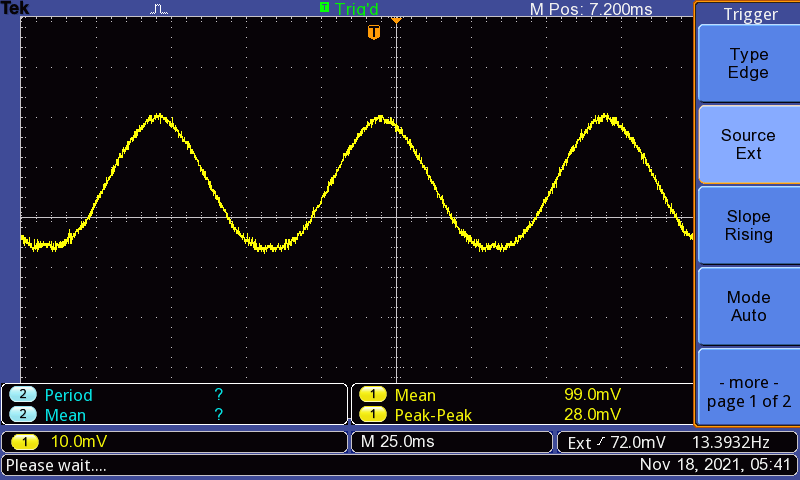 Tek
T Trig'd
M Pos: 7.200ms
Trigger
T
Type
Edge
Source
Ext
Slope
Rising
Mode
Auto
- more -
page 1 of 2
2 Period ?
2 Mean ?
1 Mean 99.0mV
1 Peak-Peak 28.0mV
1 10.0mV
M 25.0ms
Ext 72.0mV 13.3932Hz
Please wait....
Nov 18, 2021, 05:41